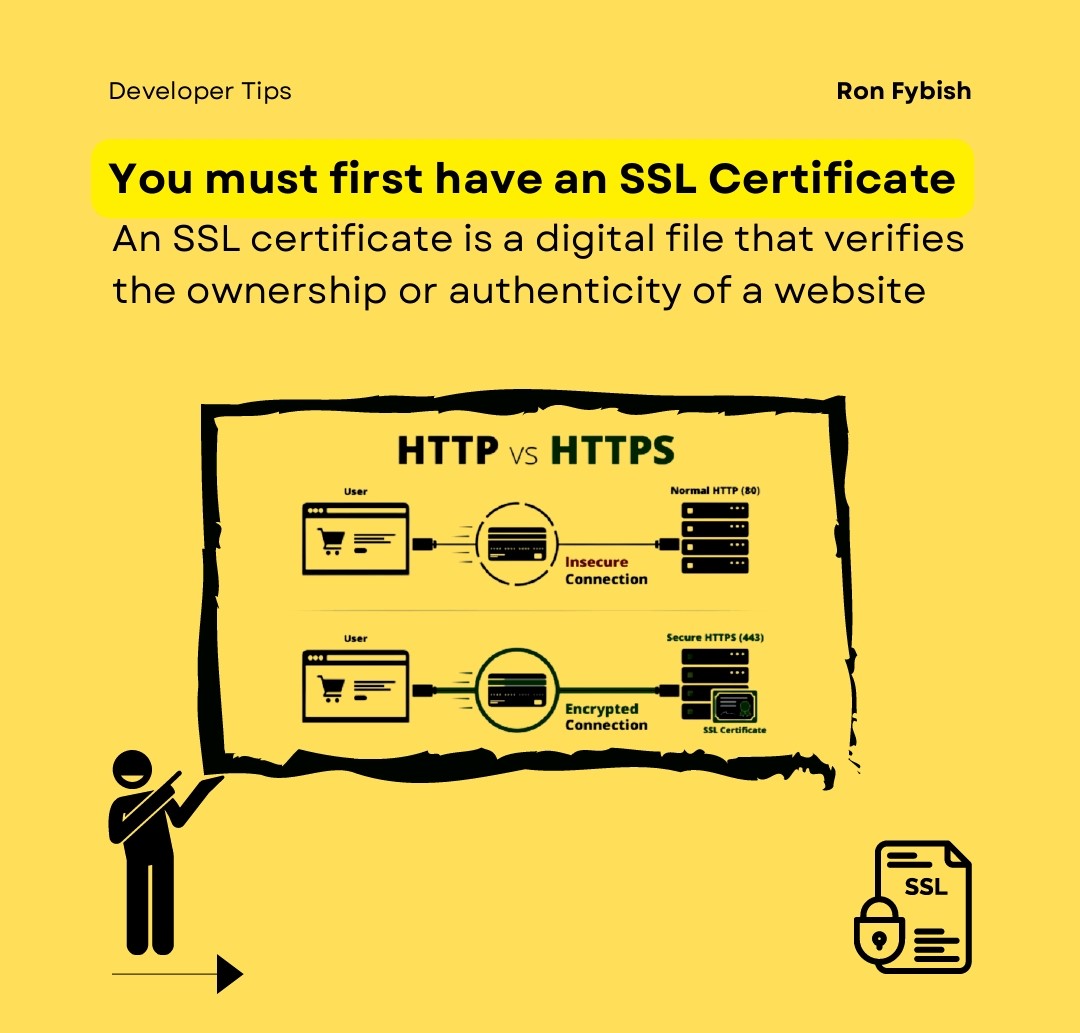 Developer Tips
Ron Fybish
You must first have an SSL Certificate
An SSL certificate is a digital file that verifies
the ownership or authenticity of a website
HTTP vs HTTPS
User
Normal HTTP (80)
Insecure
Connection
User
Secure HTTPS (443)
Encrypted
Connection
SSL Certificate
SSL